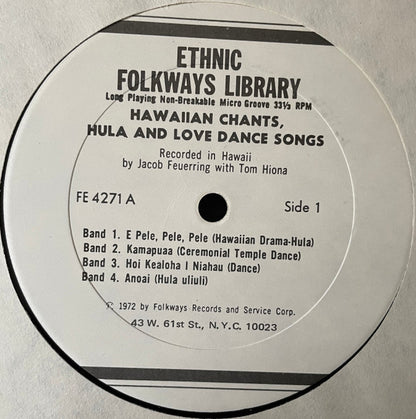 ETHNIC
FOLKWAYS LIBRARY
Long Playing Non-Breakable Micro Groove 33⅓ RPM
HAWAIIAN CHANTS,
HULA AND LOVE DANCE SONGS
Recorded in Hawaii
by Jacob Feuerring with Tom Hiona
FE 4271 A
Side 1
Band 1. E Pele, Pele, Pele (Hawaiian Drama-Hula)
Band 2. Kamapuaa (Ceremonial Temple Dance)
Band 3. Hoi Kealoha I Niahau (Dance)
Band 4. Anoai (Hula uliuli)
℗ 1972 by Folkways Records and Service Corp.
43 W. 61st St., N.Y.C. 10023